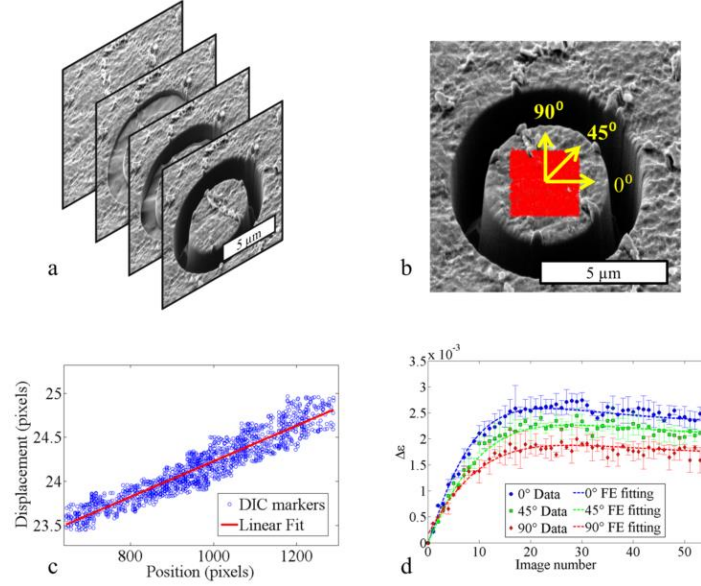 5 μm
a
90°
45°
0°
5 μm
b
Displacement (pixels)
25
24.5
24
23.5
800
1000
1200
Position (pixels)
DIC markers
Linear Fit
c
3.5 x 10⁻³
3
2.5
2
1.5
1
0.5
0
Δε
0
10
20
30
40
50
Image number
0° Data
0° FE fitting
45° Data
45° FE fitting
90° Data
90° FE fitting
d